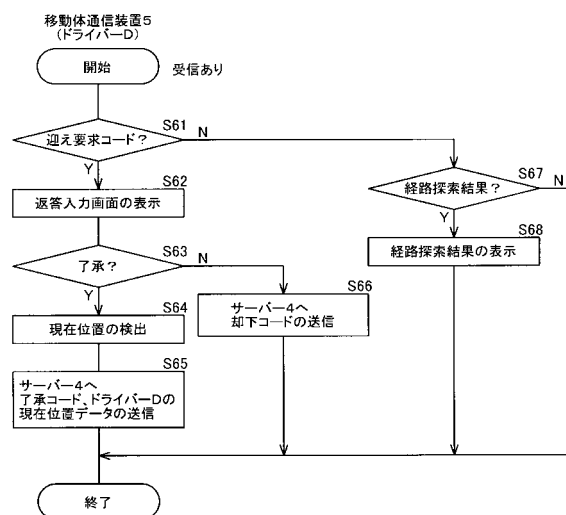 移動体通信装置5
(ドライバーD)
開始
受信あり
S61
迎え要求コード?
N
Y
S62
返答入力画面の表示
S63
了承?
N
Y
S64
現在位置の検出
S65
サーバー4へ
了承コード、ドライバーDの
現在位置データの送信
S66
サーバー4へ
却下コードの送信
S67
経路探索結果?
N
Y
S68
経路探索結果の表示
終了